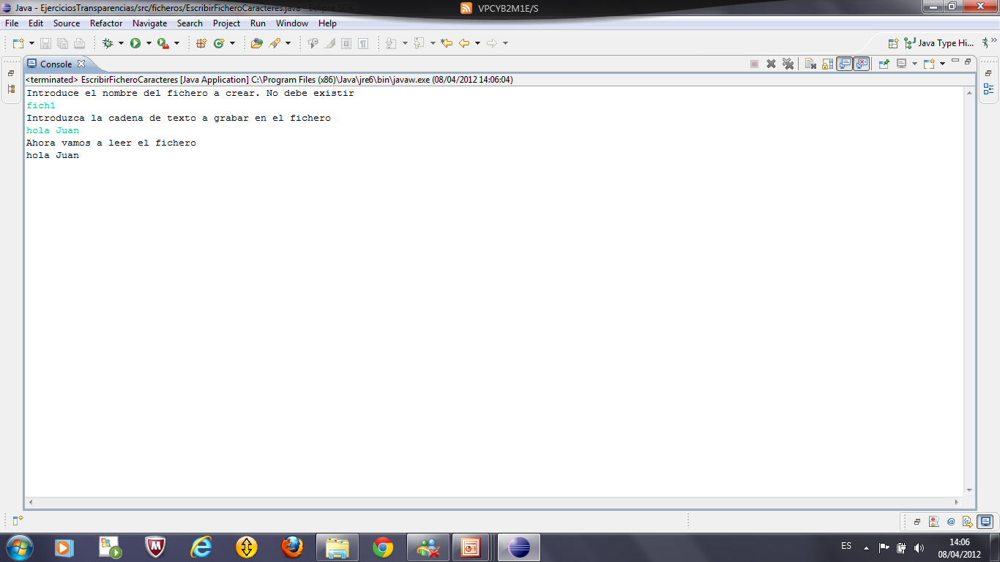 Java - EjerciciosTransparencias/src/ficheros/EscribirFicheroCaracteres.java - Eclipse SDK
VPCYB2M1E/S
File Edit Source Refactor Navigate Search Project Run Window Help
Java Type Hi...
Console
<terminated> EscribirFicheroCaracteres [Java Application] C:\Program Files (x86)\Java\jre6\bin\javaw.exe (08/04/2012 14:06:04)
Introduce el nombre del fichero a crear. No debe existir
fich1
Introduzca la cadena de texto a grabar en el fichero
hola Juan
Ahora vamos a leer el fichero
hola Juan
ES
14:06
08/04/2012